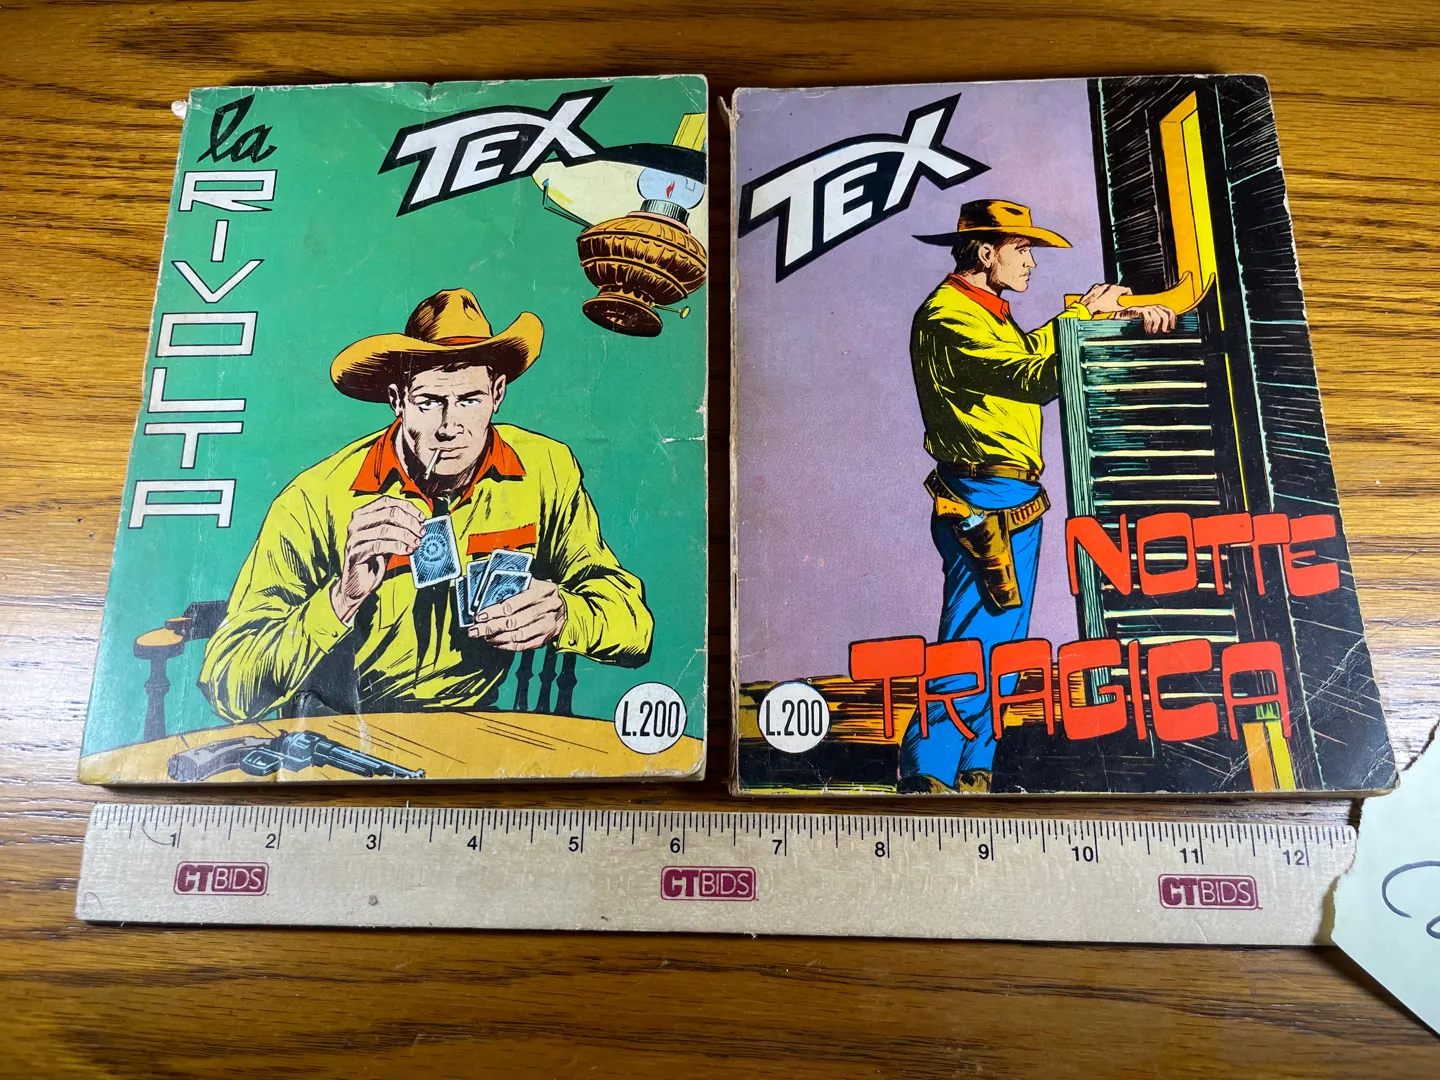 la
RIVOLTA
TEX
L.200
TEX
NOTTE
TRAGICA
L.200
1 2 3 4 5 6 7 8 9 10 11 12
CTBIDS CTBIDS CTBIDS